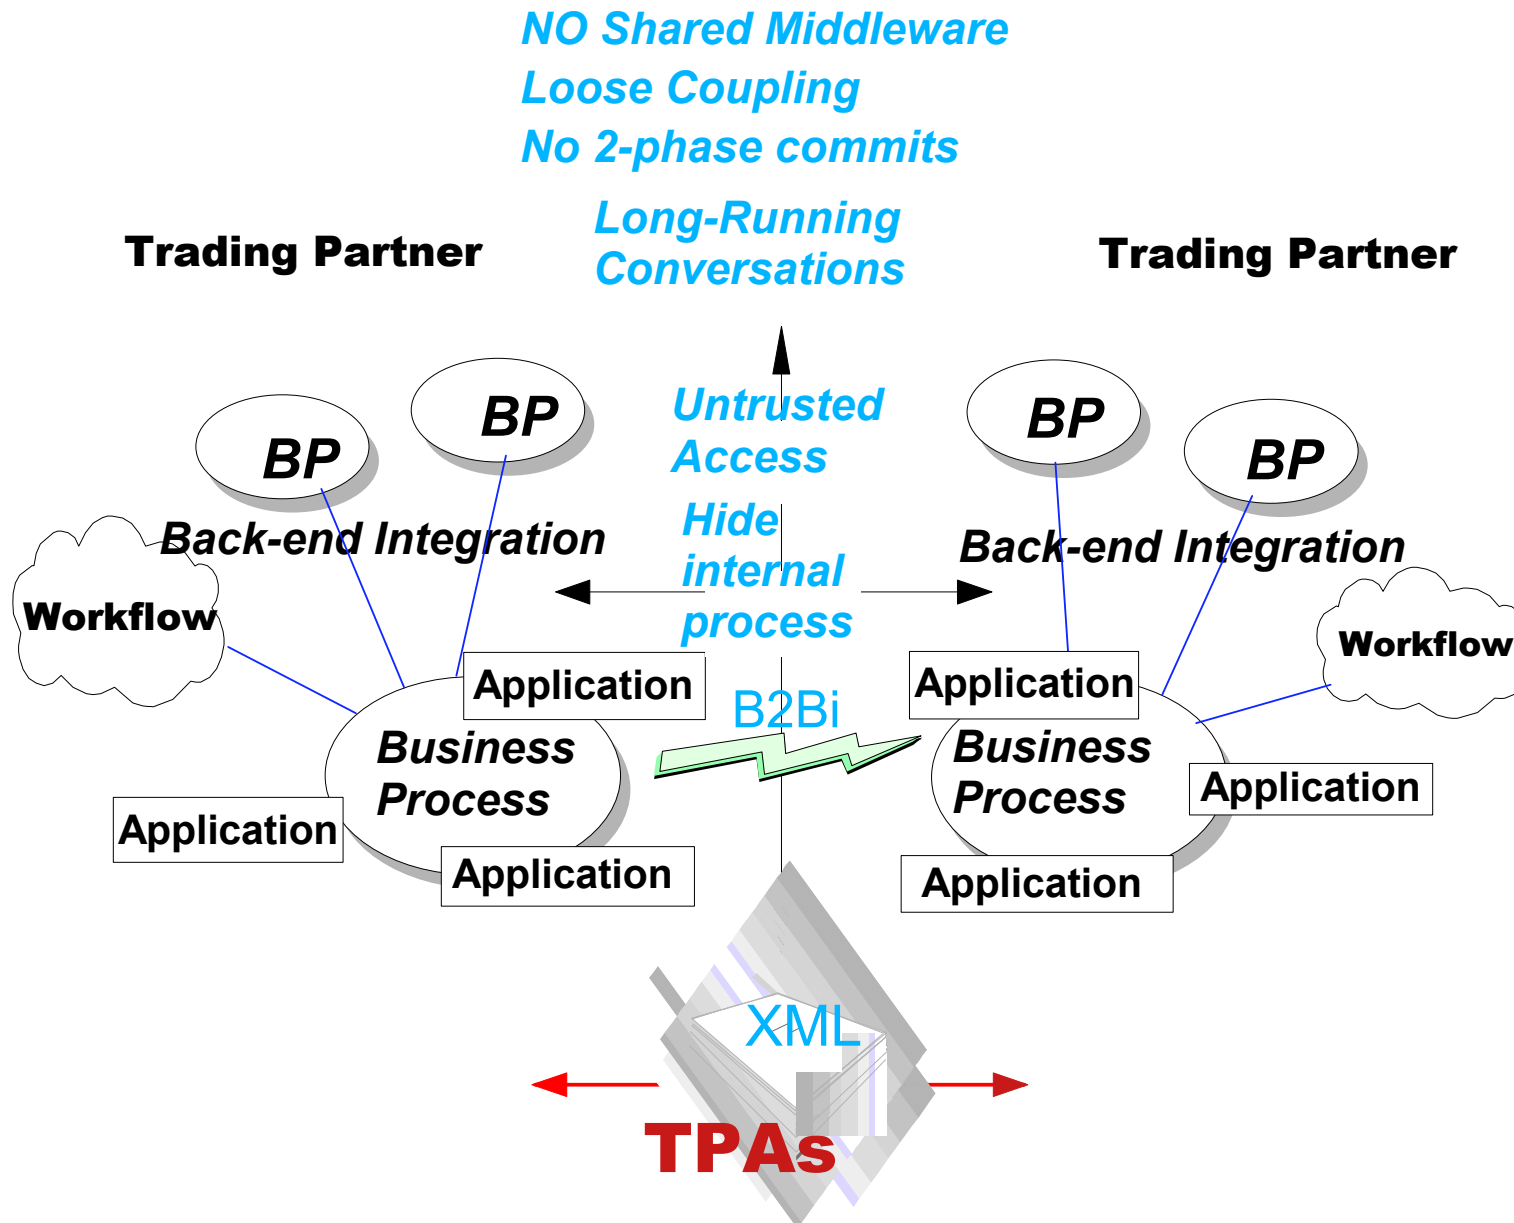 NO Shared Middleware
Loose Coupling
No 2-phase commits
Long-Running
Conversations
Trading Partner
Trading Partner
Untrusted
Access
BP
BP
BP
BP
Hide
internal
process
Back-end Integration
Back-end Integration
Workflow
Workflow
Application
Application
B2Bi
Business
Process
Business
Process
Application
Application
Application
Application
XML
TPAs